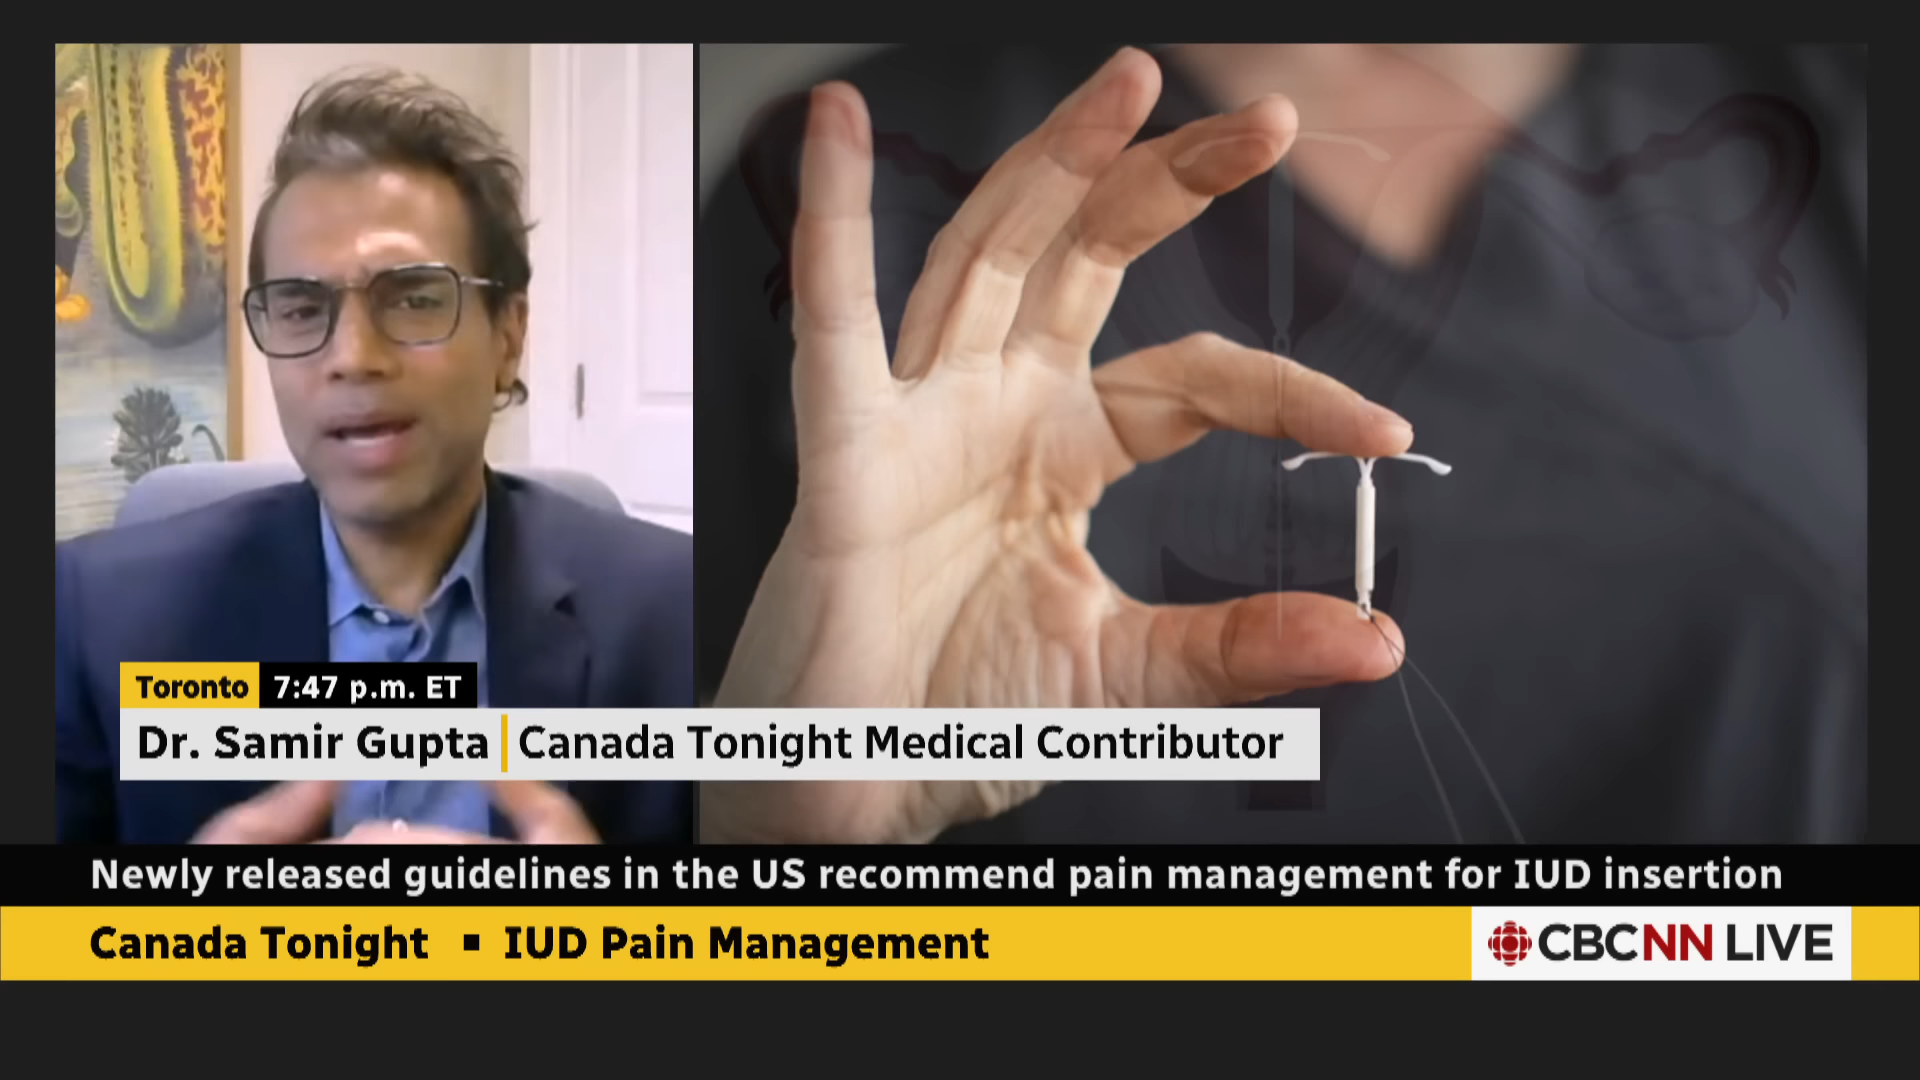 Toronto 7:47 p.m. ET
Dr. Samir Gupta Canada Tonight Medical Contributor
Newly released guidelines in the US recommend pain management for IUD insertion
Canada Tonight ▪ IUD Pain Management
CBCNN LIVE